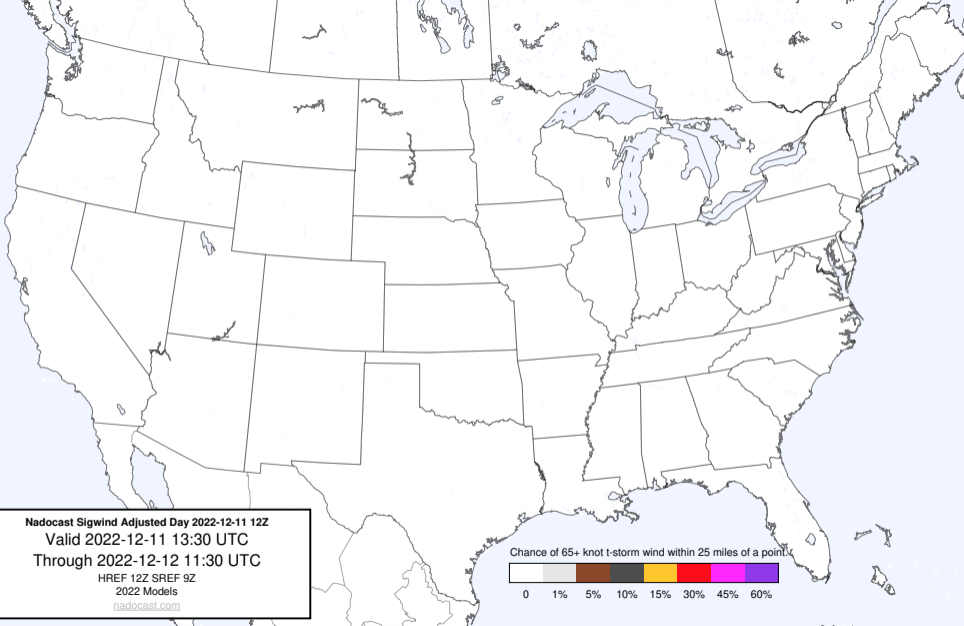 Nadocast Sigwind Adjusted Day 2022-12-11 12Z
Valid 2022-12-11 13:30 UTC
Through 2022-12-12 11:30 UTC
HREF 12Z SREF 9Z
2022 Models
nadocast.com
Chance of 65+ knot t-storm wind within 25 miles of a point.
0 1% 5% 10% 15% 30% 45% 60%